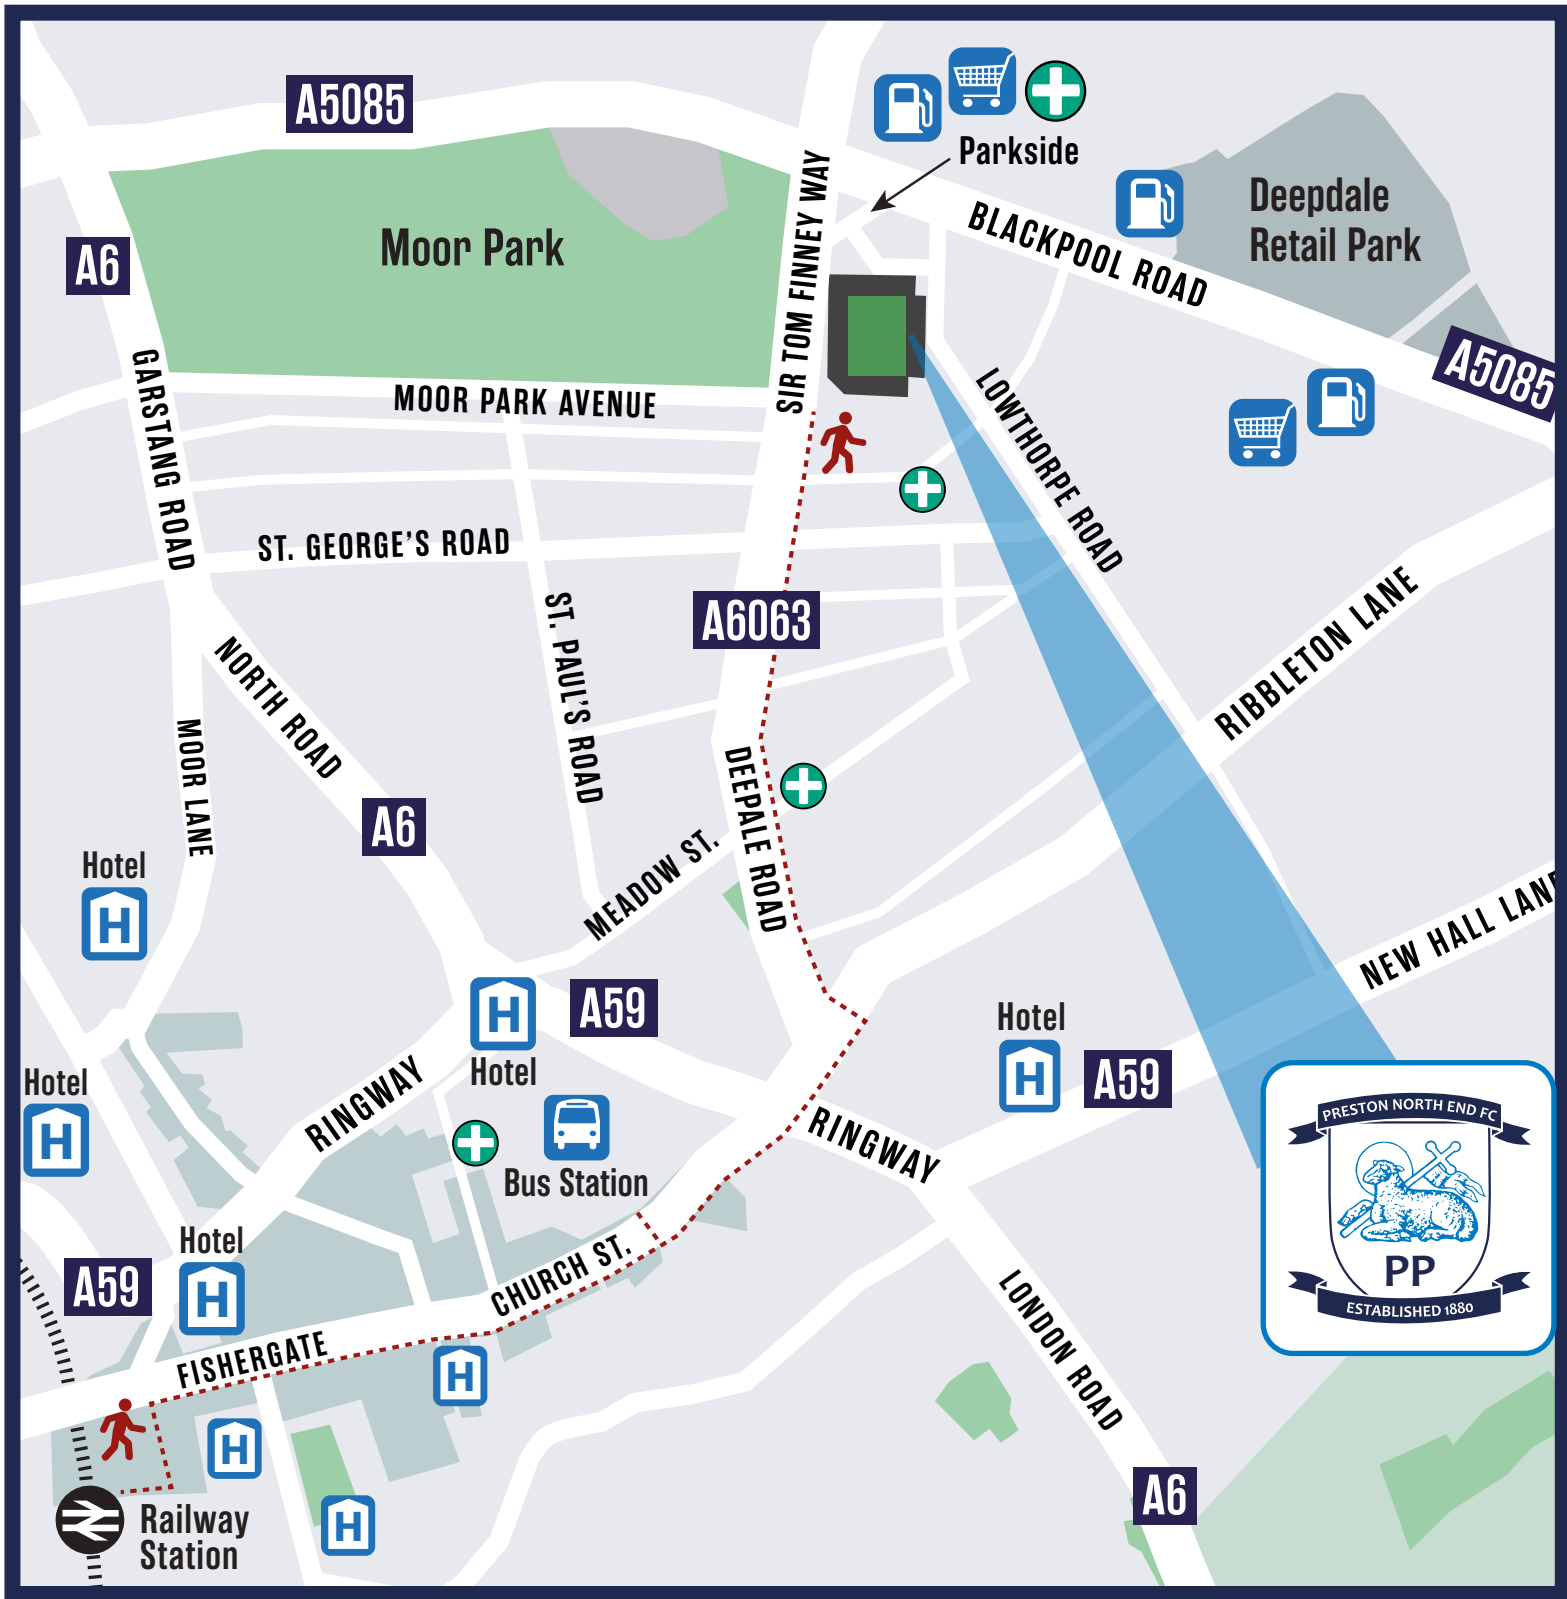 A5085
Parkside
Deepdale
Retail Park
Moor Park
A6
SIR TOM FINNEY WAY
BLACKPOOL ROAD
A5085
GARSTANG ROAD
MOOR PARK AVENUE
LOWTHORPE ROAD
ST. GEORGE'S ROAD
A6063
ST. PAUL'S ROAD
RIBBLETON LANE
NORTH ROAD
MOOR LANE
A6
DEEPALE ROAD
MEADOW ST.
Hotel
H
NEW HALL LANE
H
A59
Hotel
Hotel
H
A59
Hotel
H
RINGWAY
Bus Station
RINGWAY
PRESTON NORTH END FC
PP
ESTABLISHED 1880
Hotel
H
A59
CHURCH ST.
LONDON ROAD
FISHERGATE
H
H
H
A6
Railway
Station